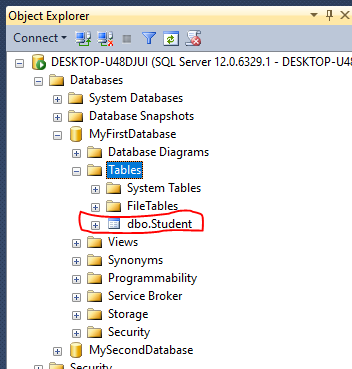 Object Explorer
Connect
DESKTOP-U48DJUI (SQL Server 12.0.6329.1 - DESKTOP-U48
Databases
System Databases
Database Snapshots
MyFirstDatabase
Database Diagrams
Tables
System Tables
FileTables
dbo.Student
Views
Synonyms
Programmability
Service Broker
Storage
Security
MySecondDatabase
Security